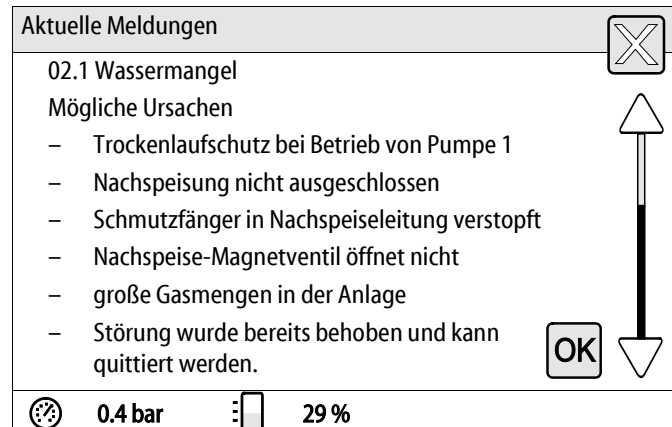 Aktuelle Meldungen
X
02.1 Wassermangel
Mögliche Ursachen
– Trockenlaufschutz bei Betrieb von Pumpe 1
– Nachspeisung nicht ausgeschlossen
– Schmutzfänger in Nachspeiseleitung verstopft
– Nachspeise-Magnetventil öffnet nicht
– große Gasmengen in der Anlage
– Störung wurde bereits behoben und kann
quittiert werden.
OK
0.4 bar 29 %